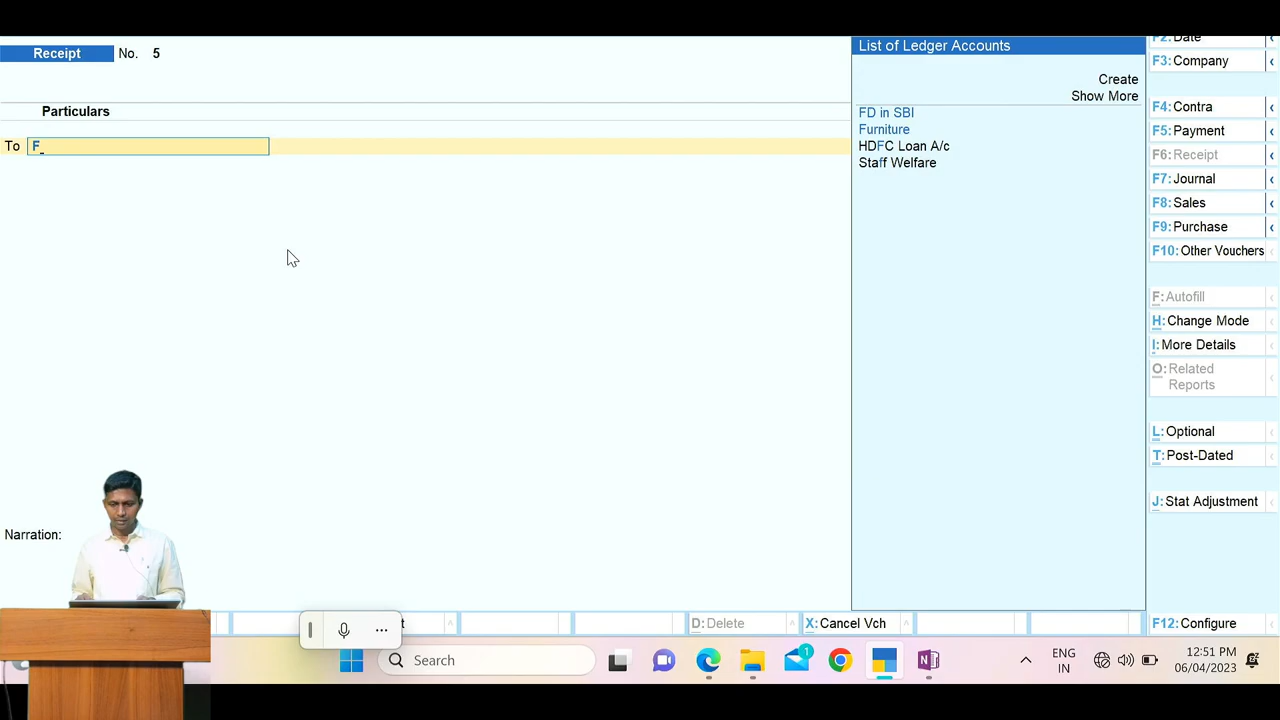 Receipt No. 5
Particulars
To F
Narration:
List of Ledger Accounts
Create
Show More
FD in SBI
Furniture
HDFC Loan A/c
Staff Welfare
F2: Date
F3: Company
F4: Contra
F5: Payment
F6: Receipt
F7: Journal
F8: Sales
F9: Purchase
F10: Other Vouchers
F: Autofill
H: Change Mode
I: More Details
O: Related
Reports
L: Optional
T: Post-Dated
J: Stat Adjustment
D: Delete
X: Cancel Vch
F12: Configure
Search
1
ENG
IN
12:51 PM
06/04/2023